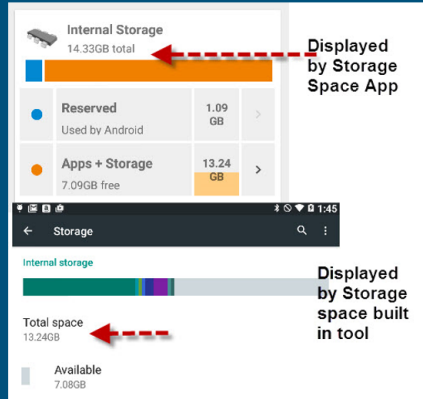 Internal Storage
14.33GB total
Displayed
by Storage
Space App
Reserved
Used by Android
1.09
GB
Apps + Storage
7.09GB free
13.24
GB
1:45
Storage
Internal storage
Displayed
by Storage
space built
in tool
Total space
13.24GB
Available
7.08GB